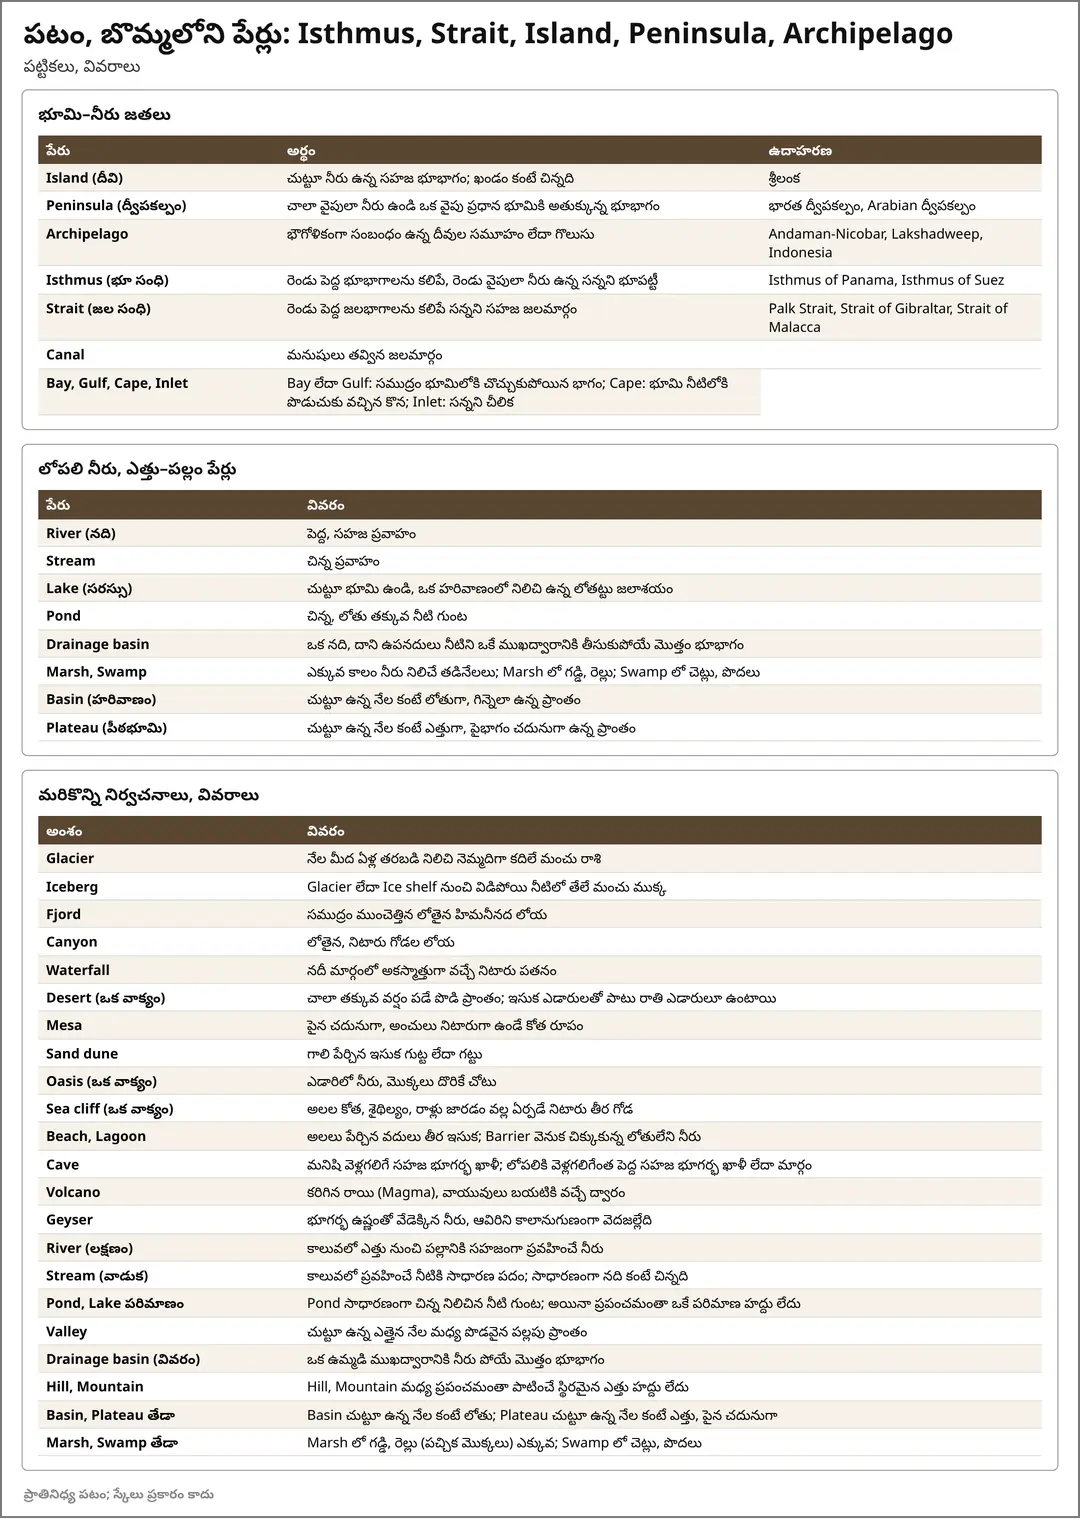 పటం, బొమ్మలోని పేర్లు: Isthmus, Strait, Island, Peninsula, Archipelago
పట్టికలు, వివరాలు
భూమి–నీరు జతలు
పేరు అర్థం ఉదాహరణ
Island (దీవి) చుట్టూ నీరు ఉన్న సహజ భూభాగం; ఖండం కంటే చిన్నది శ్రీలంక
Peninsula (ద్వీపకల్పం) చాలా వైపులా నీరు ఉండి ఒక వైపు ప్రధాన భూమికి అతుక్కున్న భూభాగం భారత ద్వీపకల్పం, Arabian ద్వీపకల్పం
Archipelago భౌగోళికంగా సంబంధం ఉన్న దీవుల సమూహం లేదా గొలుసు Andaman-Nicobar, Lakshadweep,
Indonesia
Isthmus (భూ సంధి) రెండు పెద్ద భూభాగాలను కలిపే, రెండు వైపులా నీరు ఉన్న సన్నని భూపట్టీ Isthmus of Panama, Isthmus of Suez
Strait (జల సంధి) రెండు పెద్ద జలభాగాలను కలిపే సన్నని సహజ జలమార్గం Palk Strait, Strait of Gibraltar, Strait of
Malacca
Canal మనుషులు తవ్విన జలమార్గం
Bay, Gulf, Cape, Inlet Bay లేదా Gulf: సముద్రం భూమిలోకి చొచ్చుకుపోయిన భాగం; Cape: భూమి నీటిలోకి
పొడుచుకు వచ్చిన కొన; Inlet: సన్నని చీలిక
లోపలి నీరు, ఎత్తు–పల్లం పేర్లు
పేరు వివరం
River (నది) పెద్ద, సహజ ప్రవాహం
Stream చిన్న ప్రవాహం
Lake (సరస్సు) చుట్టూ భూమి ఉండి, ఒక హరివాణంలో నిలిచి ఉన్న లోతట్టు జలాశయం
Pond చిన్న, లోతు తక్కువ నీటి గుంట
Drainage basin ఒక నది, దాని ఉపనదులు నీటిని ఒకే ముఖద్వారానికి తీసుకుపోయే మొత్తం భూభాగం
Marsh, Swamp ఎక్కువ కాలం నీరు నిలిచే తడినేలలు; Marsh లో గడ్డి, రెల్లు; Swamp లో చెట్లు, పొదలు
Basin (హరివాణం) చుట్టూ ఉన్న నేల కంటే లోతుగా, గిన్నెలా ఉన్న ప్రాంతం
Plateau (పీఠభూమి) చుట్టూ ఉన్న నేల కంటే ఎత్తుగా, పైభాగం చదునుగా ఉన్న ప్రాంతం
మరికొన్ని నిర్వచనాలు, వివరాలు
అంశం వివరం
Glacier నేల మీద ఏళ్ల తరబడి నిలిచి నెమ్మదిగా కదిలే మంచు రాశి
Iceberg Glacier లేదా Ice shelf నుంచి విడిపోయి నీటిలో తేలే మంచు ముక్క
Fjord సముద్రం ముంచెత్తిన లోతైన హిమనీనద లోయ
Canyon లోతైన, నిటారు గోడల లోయ
Waterfall నదీ మార్గంలో అకస్మాత్తుగా వచ్చే నిటారు పతనం
Desert (ఒక వాక్యం) చాలా తక్కువ వర్షం పడే పొడి ప్రాంతం; ఇసుక ఎడారులతో పాటు రాతి ఎడారులూ ఉంటాయి
Mesa పైన చదునుగా, అంచులు నిటారుగా ఉండే కోత రూపం
Sand dune గాలి పేర్చిన ఇసుక గుట్ట లేదా గట్టు
Oasis (ఒక వాక్యం) ఎడారిలో నీరు, మొక్కలు దొరికే చోటు
Sea cliff (ఒక వాక్యం) అలల కోత, శైథిల్యం, రాళ్లు జారడం వల్ల ఏర్పడే నిటారు తీర గోడ
Beach, Lagoon అలలు పేర్చిన వదులు తీర ఇసుక; Barrier వెనుక చిక్కుకున్న లోతులేని నీరు
Cave మనిషి వెళ్లగలిగే సహజ భూగర్భ ఖాళీ; లోపలికి వెళ్లగలిగేంత పెద్ద సహజ భూగర్భ ఖాళీ లేదా మార్గం
Volcano కరిగిన రాయి (Magma), వాయువులు బయటికి వచ్చే ద్వారం
Geyser భూగర్భ ఉష్ణంతో వేడెక్కిన నీరు, ఆవిరిని కాలానుగుణంగా వెదజల్లేది
River (లక్షణం) కాలువలో ఎత్తు నుంచి పల్లానికి సహజంగా ప్రవహించే నీరు
Stream (వాడుక) కాలువలో ప్రవహించే నీటికి సాధారణ పదం; సాధారణంగా నది కంటే చిన్నది
Pond, Lake పరిమాణం Pond సాధారణంగా చిన్న నిలిచిన నీటి గుంట; అయినా ప్రపంచమంతా ఒకే పరిమాణ హద్దు లేదు
Valley చుట్టూ ఉన్న ఎత్తైన నేల మధ్య పొడవైన పల్లపు ప్రాంతం
Drainage basin (వివరం) ఒక ఉమ్మడి ముఖద్వారానికి నీరు పోయే మొత్తం భూభాగం
Hill, Mountain Hill, Mountain మధ్య ప్రపంచమంతా పాటించే స్థిరమైన ఎత్తు హద్దు లేదు
Basin, Plateau తేడా Basin చుట్టూ ఉన్న నేల కంటే లోతు; Plateau చుట్టూ ఉన్న నేల కంటే ఎత్తు, పైన చదునుగా
Marsh, Swamp తేడా Marsh లో గడ్డి, రెల్లు (పచ్చిక మొక్కలు) ఎక్కువ; Swamp లో చెట్లు, పొదలు
ప్రాతినిధ్య పటం; స్కేలు ప్రకారం కాదు